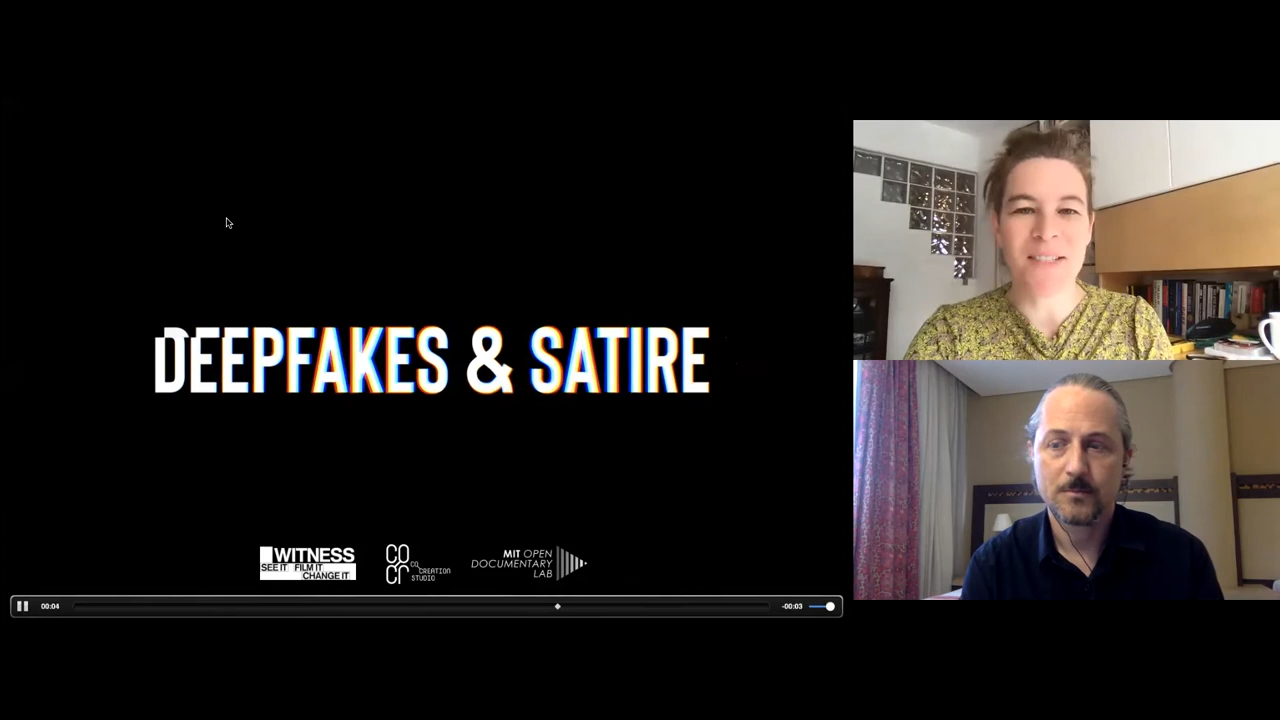 DEEPFAKES & SATIRE
WITNESS
SEE IT FILM IT
CHANGE IT
CO
Cr
CO
CREATION
STUDIO
MIT OPEN
DOCUMENTARY
LAB
00:04
-00:03